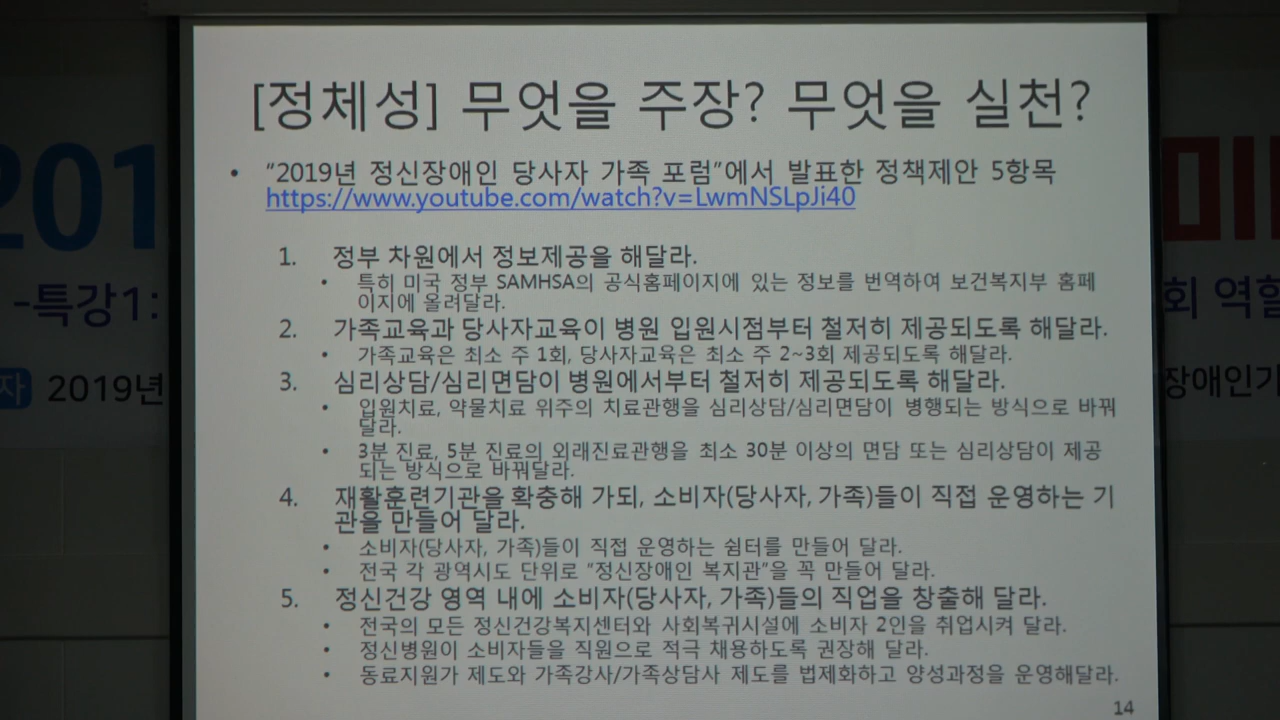 [정체성] 무엇을 주장? 무엇을 실천?
• “2019년 정신장애인 당사자 가족 포럼”에서 발표한 정책제안 5항목
https://www.youtube.com/watch?v=LwmNSLpJi40
1. 정부 차원에서 정보제공을 해달라.
• 특히 미국 정부 SAMHSA의 공식홈페이지에 있는 정보를 번역하여 보건복지부 홈페
이지에 올려달라.
2. 가족교육과 당사자교육이 병원 입원시점부터 철저히 제공되도록 해달라.
• 가족교육은 최소 주 1회, 당사자교육은 최소 주 2~3회 제공되도록 해달라.
3. 심리상담/심리면담이 병원에서부터 철저히 제공되도록 해달라.
• 입원치료, 약물치료 위주의 치료관행을 심리상담/심리면담이 병행되는 방식으로 바꿔
달라.
• 3분 진료, 5분 진료의 외래진료관행을 최소 30분 이상의 면담 또는 심리상담이 제공
되는 방식으로 바꿔달라.
4. 재활훈련기관을 확충해 가되, 소비자(당사자, 가족)들이 직접 운영하는 기
관을 만들어 달라.
• 소비자(당사자, 가족)들이 직접 운영하는 쉼터를 만들어 달라.
• 전국 각 광역시도 단위로 “정신장애인 복지관”을 꼭 만들어 달라.
5. 정신건강 영역 내에 소비자(당사자, 가족)들의 직업을 창출해 달라.
• 전국의 모든 정신건강복지센터와 사회복귀시설에 소비자 2인을 취업시켜 달라.
• 정신병원이 소비자들을 직원으로 적극 채용하도록 권장해 달라.
• 동료지원가 제도와 가족강사/가족상담사 제도를 법제화하고 양성과정을 운영해달라.
14
201
미
-특강1:
회 역할
자 2019년
장애인가